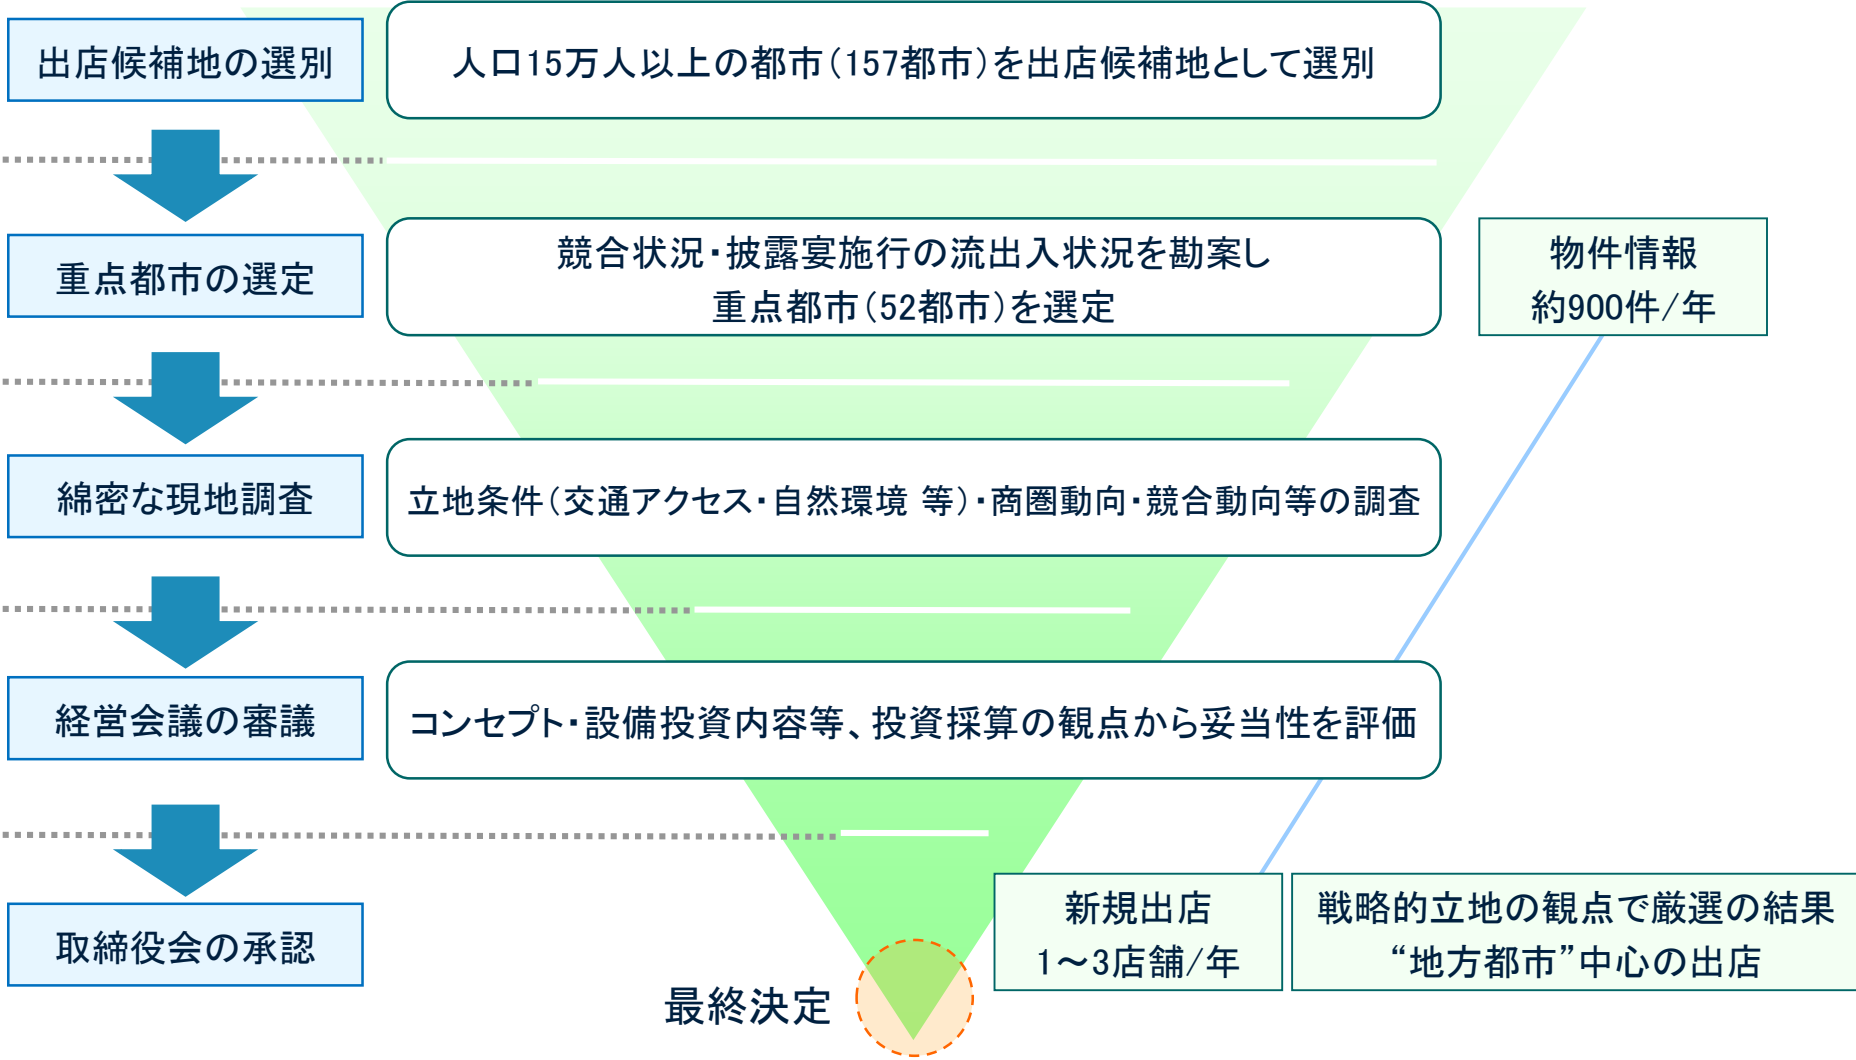 出店候補地の選別
人口15万人以上の都市(157都市)を出店候補地として選別
重点都市の選定
競合状況・披露宴施行の流出入状況を勘案し
重点都市(52都市)を選定
物件情報
約900件/年
綿密な現地調査
立地条件(交通アクセス・自然環境 等)・商圏動向・競合動向等の調査
経営会議の審議
コンセプト・設備投資内容等、投資採算の観点から妥当性を評価
取締役会の承認
新規出店
1～3店舗/年
戦略的立地の観点で厳選の結果
“地方都市”中心の出店
最終決定